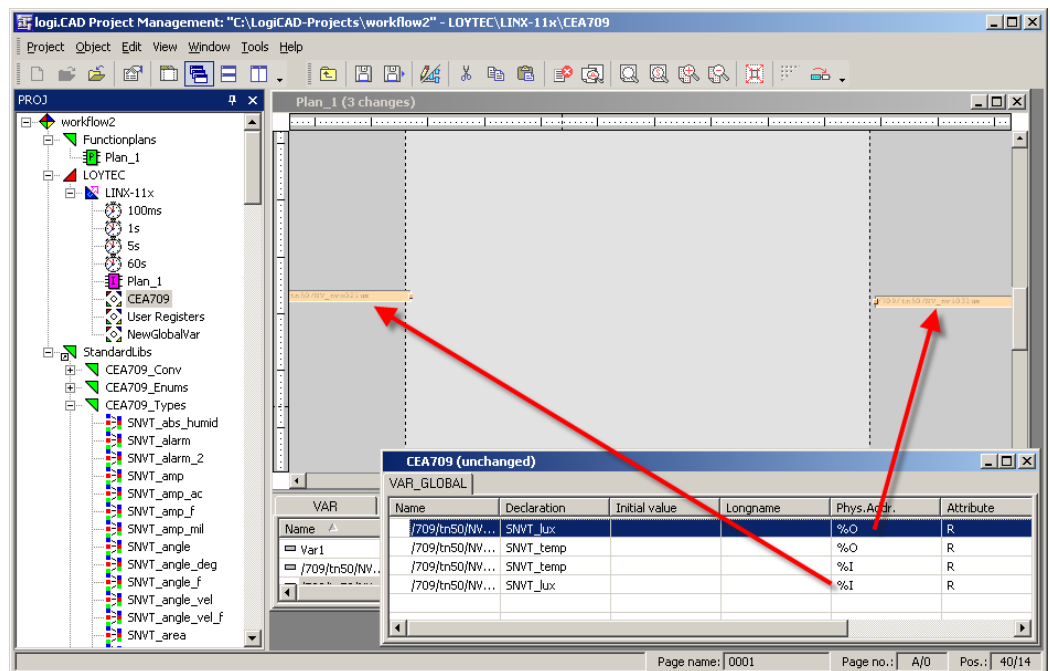 logi.CAD Project Management: "C:\LogiCAD-Projects\workflow2" - LOYTEC\LINX-11x\CEA709
Project Object Edit View Window Tools Help
PROJ
workflow2
Functionplans
Plan_1
LOYTEC
LINX-11x
100ms
1s
5s
60s
Plan_1
CEA709
User Registers
NewGlobalVar
StandardLibs
CEA709_Conv
CEA709_Enums
CEA709_Types
SNVT_abs_humid
SNVT_alarm
SNVT_alarm_2
SNVT_amp
SNVT_amp_ac
SNVT_amp_f
SNVT_amp_mil
SNVT_angle
SNVT_angle_deg
SNVT_angle_f
SNVT_angle_vel
SNVT_angle_vel_f
SNVT_area
Plan_1 (3 changes)
VAR
Name
Var1
/709/tn50/NV...
CEA709 (unchanged)
VAR_GLOBAL
Name Declaration Initial value Longname Phys.Addr. Attribute
/709/tn50/NV... SNVT_lux %O R
/709/tn50/NV... SNVT_temp %O R
/709/tn50/NV... SNVT_temp %I R
/709/tn50/NV... SNVT_lux %I R
Page name: 0001 Page no.: A/0 Pos.: 40/14